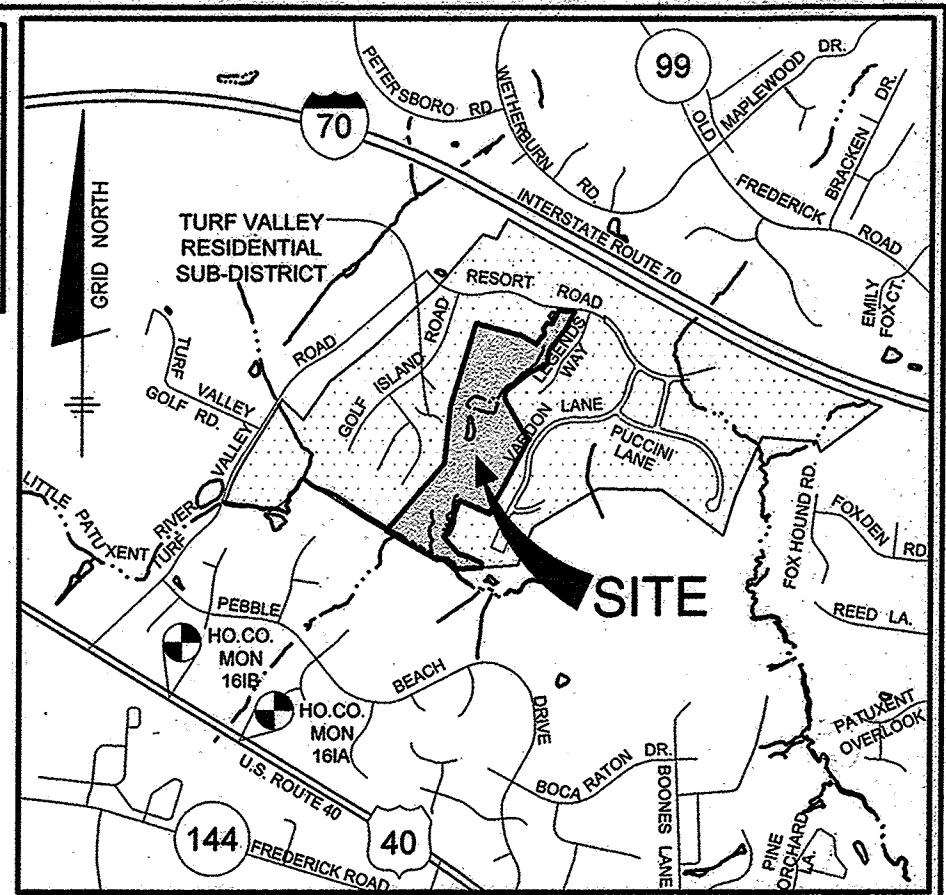 PETERSBORO RD.
WETHERBURN RD.
99
OLD FREDERICK ROAD
MAPLEWOOD DR.
BRACKEN DR.
70
GRID NORTH
TURF VALLEY
RESIDENTIAL
SUB-DISTRICT
INTERSTATE ROUTE 70
EMILY
FOX CT.
RESORT ROAD
GOLF ISLAND ROAD
LEGENDS
WAY
VARDON LANE
PUCCINI
LANE
TURF VALLEY
GOLF RD.
TURF VALLEY ROAD
LITTLE PATUXENT RIVER
FOX HOUND RD.
FOXDEN RD.
REED LA.
SITE
PEBBLE BEACH DRIVE
HO.CO.
MON
16IB
HO.CO.
MON
16IA
U.S. ROUTE 40
PATUXENT
OVERLOOK
BOCA RATON DR.
BOONES LANE
PINE
ORCHARD
LA.
144
FREDERICK ROAD
40